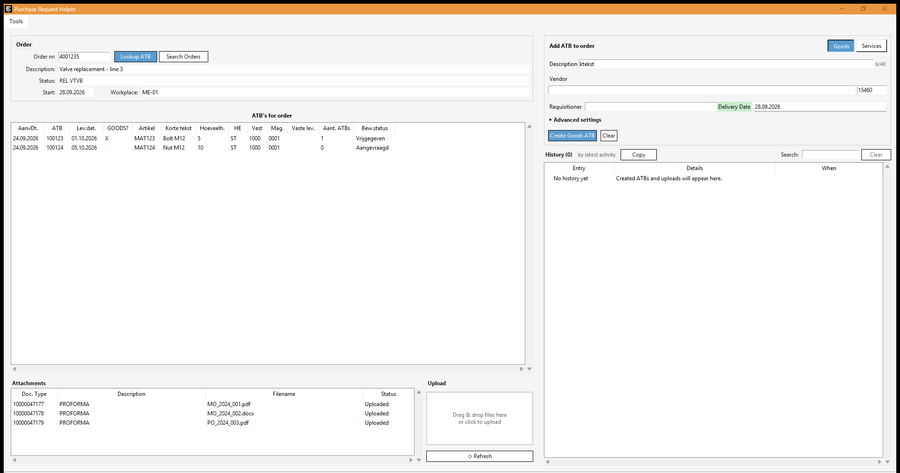 Purchase Request Helper
Tools
Order
Order nr. 4001235 Lookup ATB Search Orders
Description: Valve replacement - line 3
Status: REL VTVB
Start: 28.09.2026 Workplace: ME-01
ATB's for order
AanvDt. ATB Lev.dat. GOODS? Artikel Korte tekst Hoeveelh. HE Vest Mag. Vaste lev. Aant. ATBs Bew.status
24.09.2026 100123 01.10.2026 X MAT123 Bolt M12 5 ST 1000 0001 1 Vrijgegeven
24.09.2026 100124 05.10.2026 MAT124 Nut M12 10 ST 1000 0001 0 Aangevraagd
Attachments
Doc. Type Description Filename Status
10000047177 PROFORMA MO_2024_001.pdf Uploaded
10000047178 PROFORMA MO_2024_002.docx Uploaded
10000047179 PROFORMA PO_2024_003.pdf Uploaded
Upload
Drag & drop files here
or click to upload
Refresh
Add ATB to order Goods Services
Description ktekst 6/40
Vendor
15460
Requisitioner Delivery Date 28.09.2026
Advanced settings
Create Goods ATB Clear
History (0) by latest activity Copy Search: Clear
Entry Details When
No history yet Created ATBs and uploads will appear here.